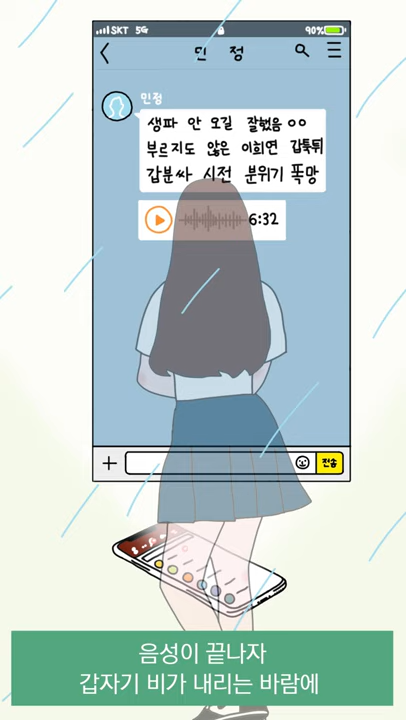 SKT 5G 90%
민 정
민정
생파 안 오길 잘했음 ㅇㅇ
부르지도 않은 이희연 갑툭튀
갑분싸 시전 분위기 폭망
6:32
전송
음성이 끝나자
갑자기 비가 내리는 바람에